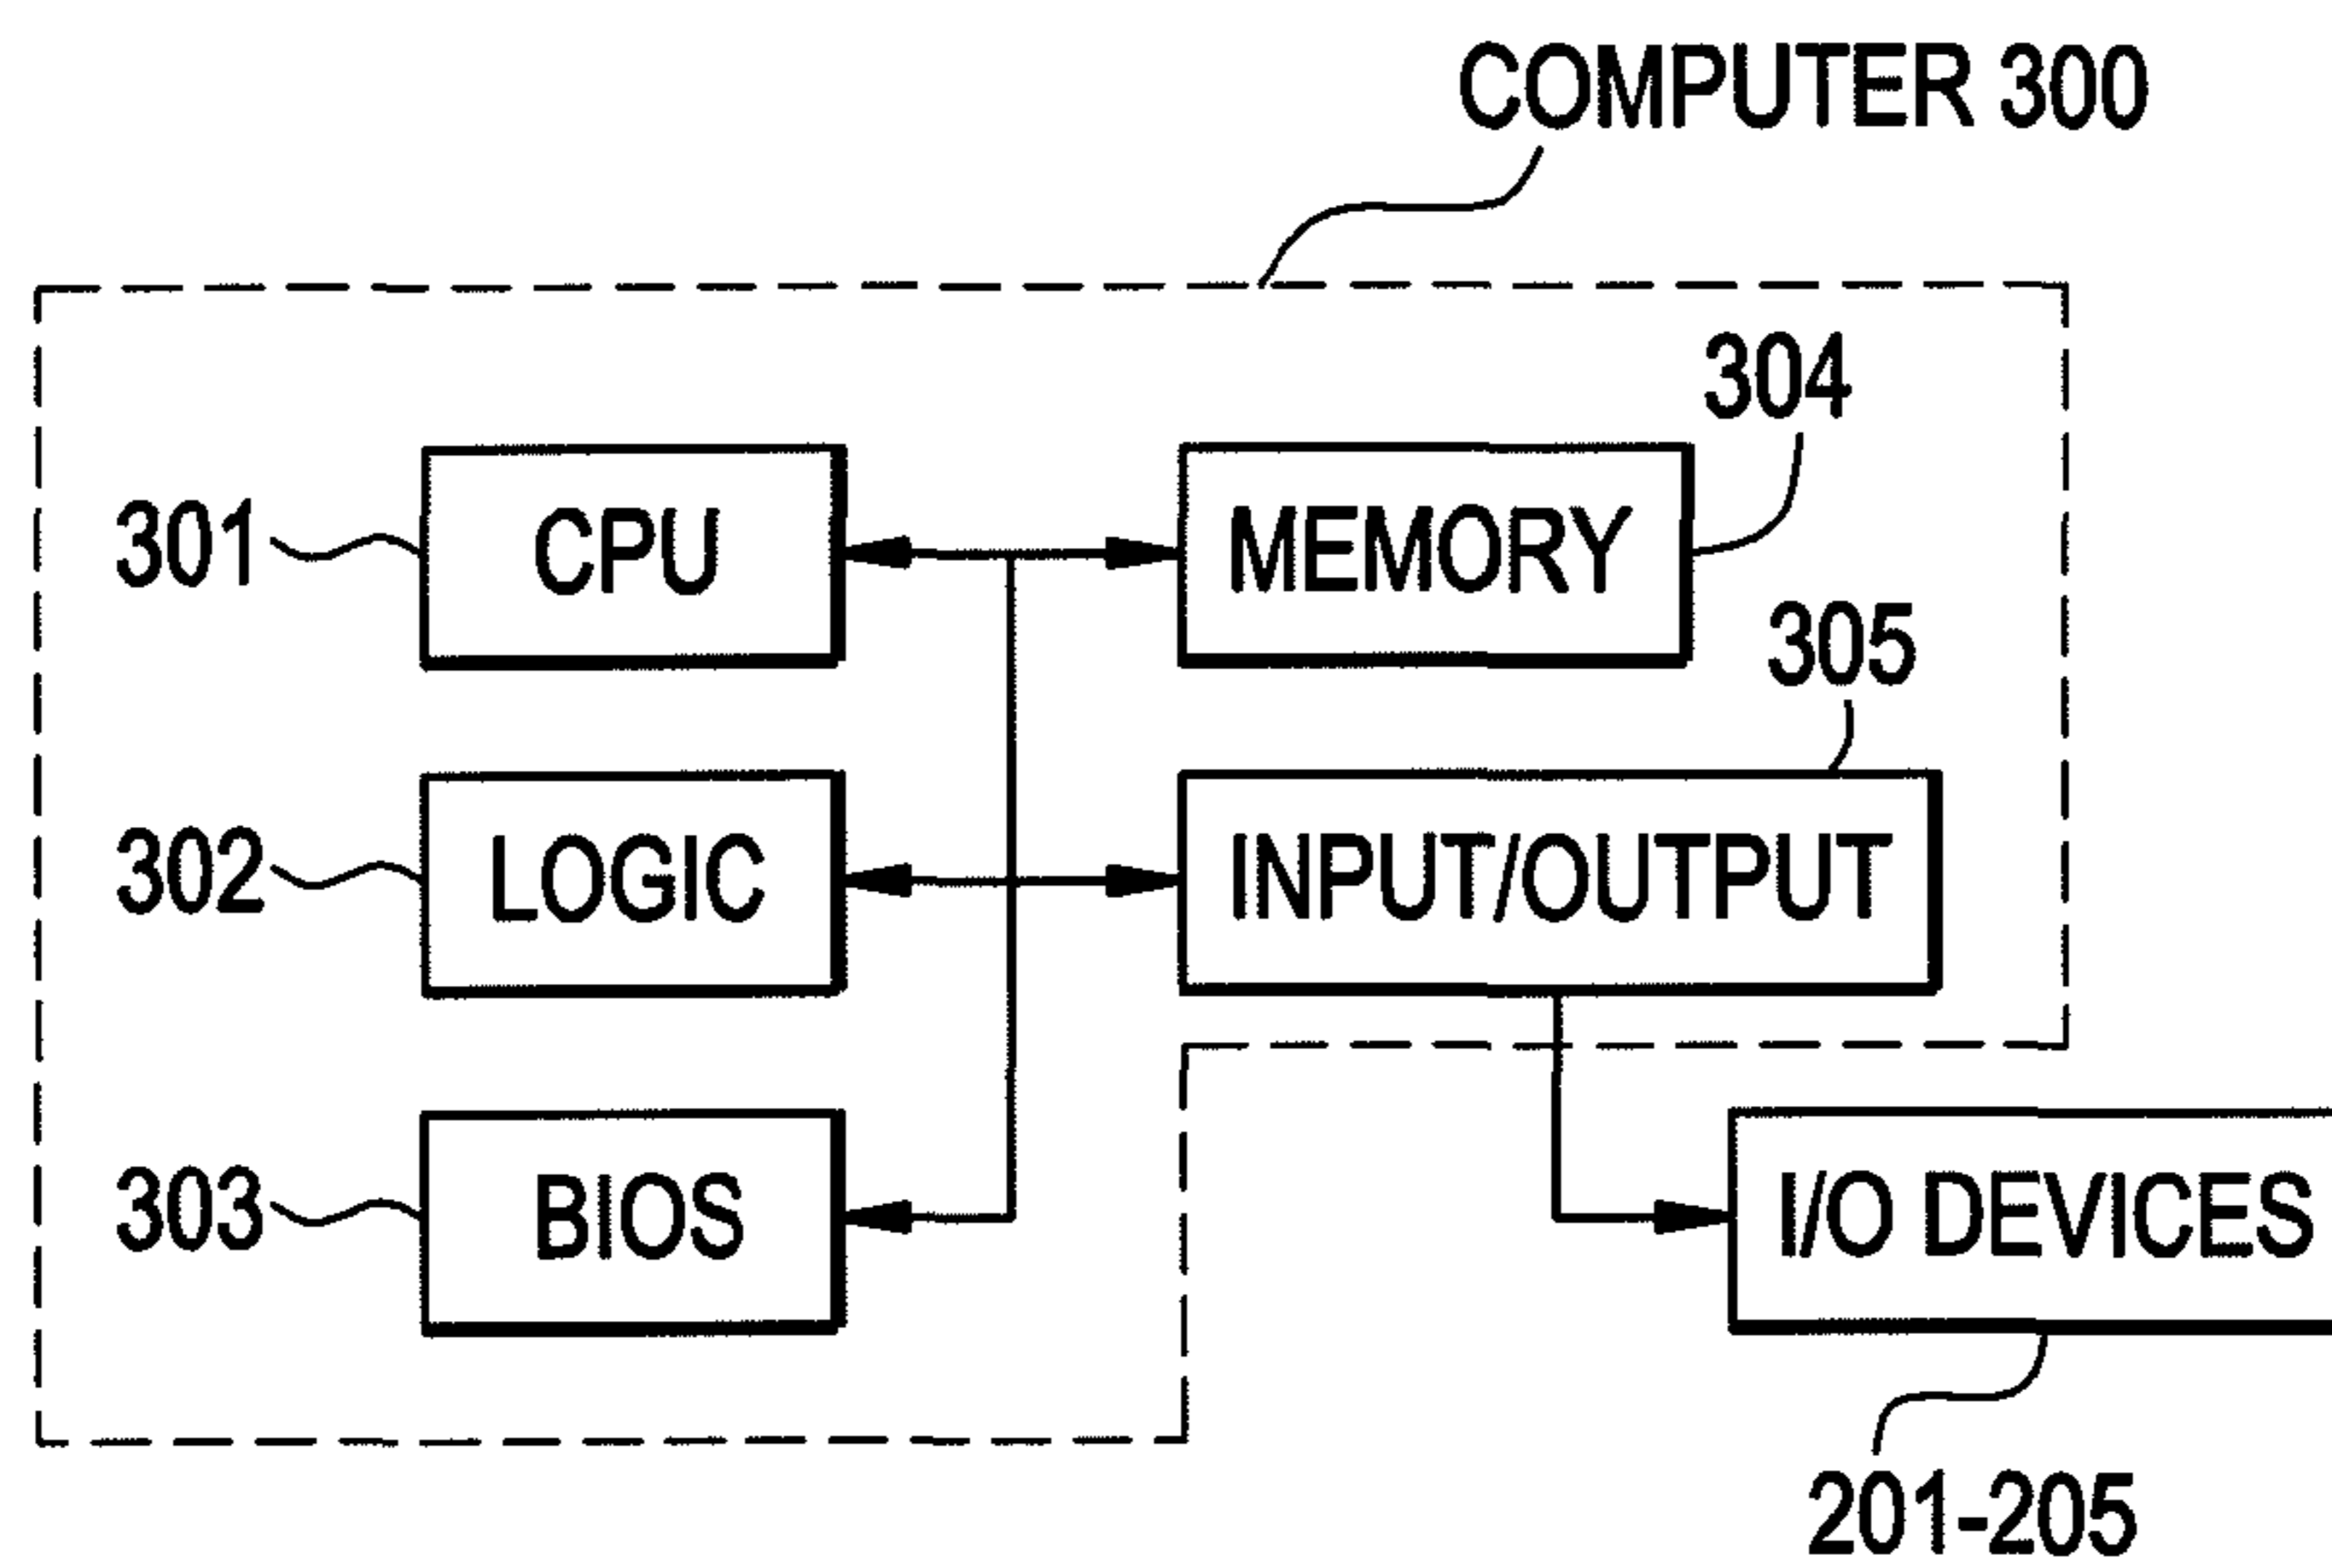 COMPUTER 300
304
301
CPU
MEMORY
305
302
LOGIC
INPUT/OUTPUT
303
BIOS
I/O DEVICES
201-205